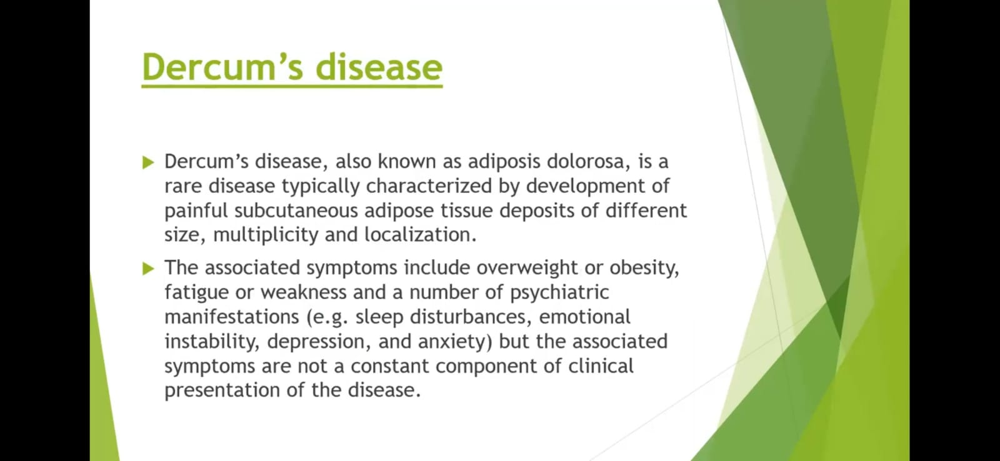 Dercum’s disease
Dercum’s disease, also known as adiposis dolorosa, is a
rare disease typically characterized by development of
painful subcutaneous adipose tissue deposits of different
size, multiplicity and localization.
The associated symptoms include overweight or obesity,
fatigue or weakness and a number of psychiatric
manifestations (e.g. sleep disturbances, emotional
instability, depression, and anxiety) but the associated
symptoms are not a constant component of clinical
presentation of the disease.